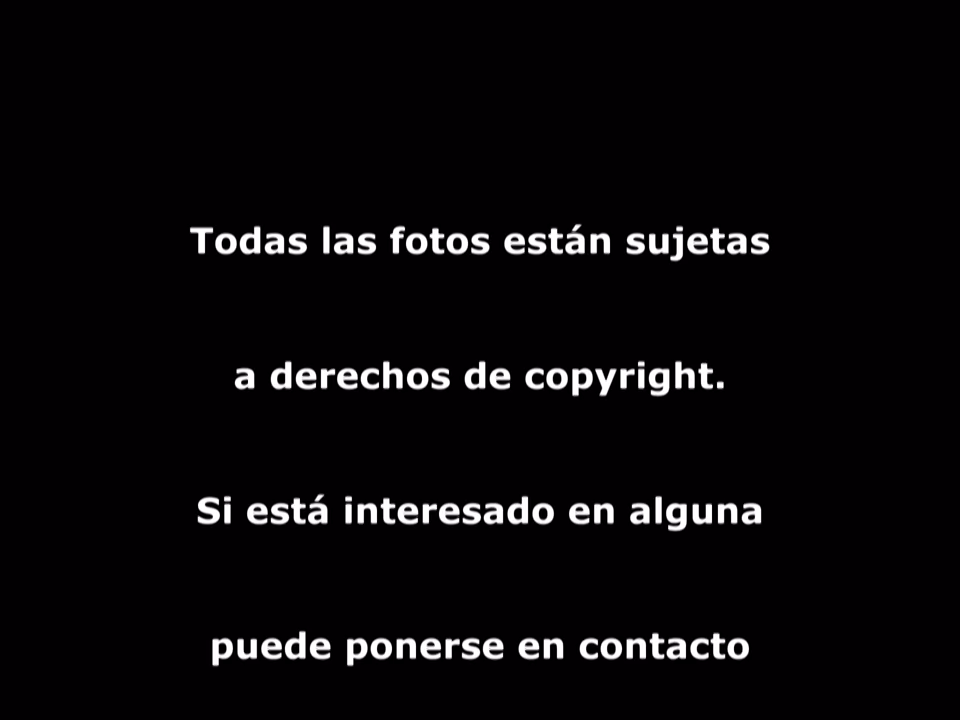 Todas las fotos están sujetas
a derechos de copyright.
Si está interesado en alguna
puede ponerse en contacto